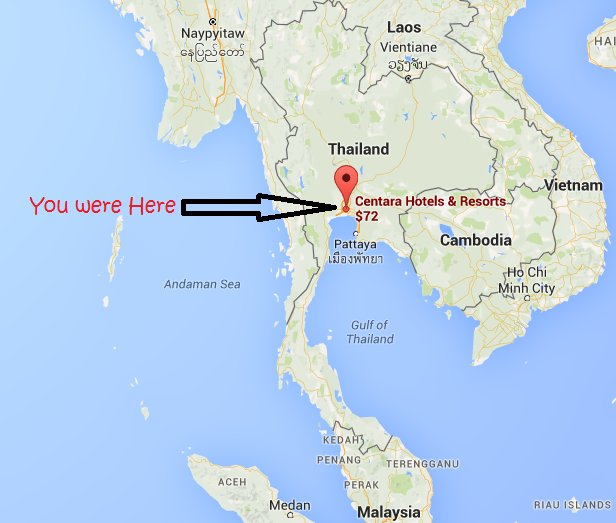 Laos
Naypyitaw
နေပြည်တော်
Vientiane
ວຽງຈັນ
HAI
Thailand
Vietnam
You were Here
Centara Hotels & Resorts
$72
Pattaya
เมืองพัทยา
Cambodia
Ho Chi
Minh City
Andaman Sea
Gulf of
Thailand
KEDAH
PENANG
TERENGGANU
ACEH
PERAK
Medan
Malaysia
RIAU ISLANDS